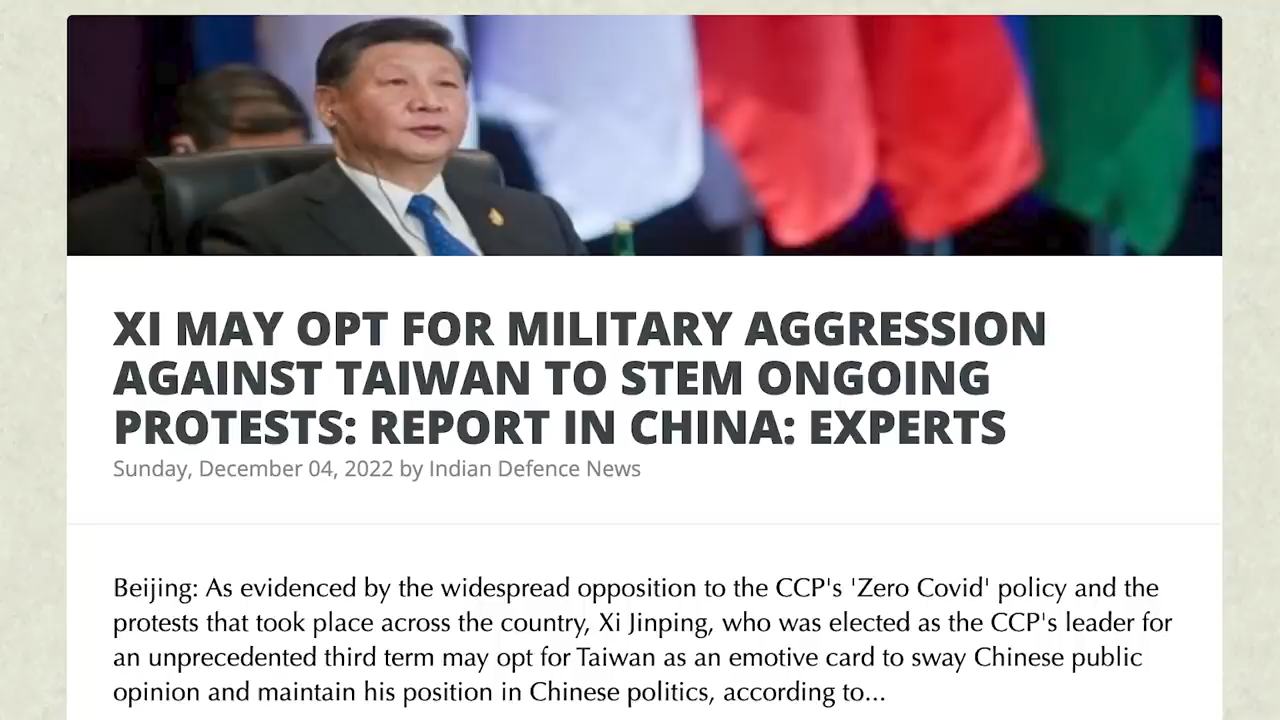 XI MAY OPT FOR MILITARY AGGRESSION
AGAINST TAIWAN TO STEM ONGOING
PROTESTS: REPORT IN CHINA: EXPERTS
Sunday, December 04, 2022 by Indian Defence News
Beijing: As evidenced by the widespread opposition to the CCP's 'Zero Covid' policy and the
protests that took place across the country, Xi Jinping, who was elected as the CCP's leader for
an unprecedented third term may opt for Taiwan as an emotive card to sway Chinese public
opinion and maintain his position in Chinese politics, according to...